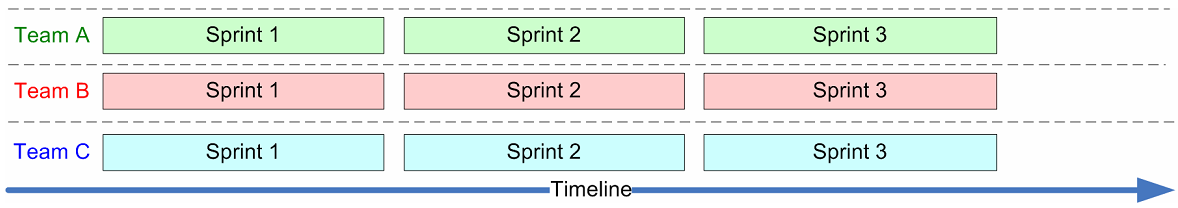 Team A Sprint 1 Sprint 2 Sprint 3
Team B Sprint 1 Sprint 2 Sprint 3
Team C Sprint 1 Sprint 2 Sprint 3
Timeline